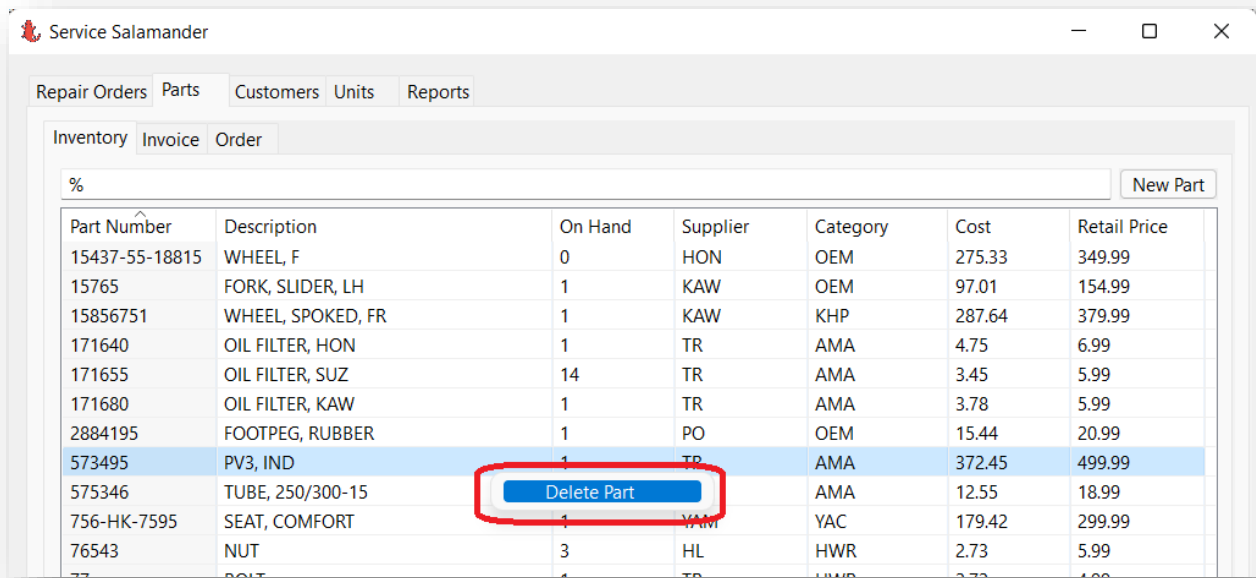 Service Salamander
Repair Orders Parts Customers Units Reports
Inventory Invoice Order
% New Part
Part Number Description On Hand Supplier Category Cost Retail Price
15437-55-18815 WHEEL, F 0 HON OEM 275.33 349.99
15765 FORK, SLIDER, LH 1 KAW OEM 97.01 154.99
15856751 WHEEL, SPOKED, FR 1 KAW KHP 287.64 379.99
171640 OIL FILTER, HON 1 TR AMA 4.75 6.99
171655 OIL FILTER, SUZ 14 TR AMA 3.45 5.99
171680 OIL FILTER, KAW 1 TR AMA 3.78 5.99
2884195 FOOTPEG, RUBBER 1 PO OEM 15.44 20.99
573495 PV3, IND 1 TR AMA 372.45 499.99
575346 TUBE, 250/300-15 Delete Part AMA 12.55 18.99
756-HK-7595 SEAT, COMFORT 1 YAM YAC 179.42 299.99
76543 NUT 3 HL HWR 2.73 5.99